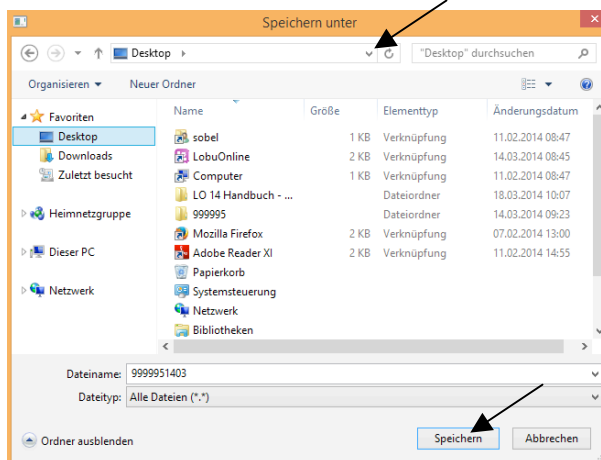 Speichern unter
Desktop
"Desktop" durchsuchen
Organisieren
Neuer Ordner
Name Größe Elementtyp Änderungsdatum
Favoriten
Desktop
Downloads
Zuletzt besucht
Heimnetzgruppe
Dieser PC
Netzwerk
sobel 1 KB Verknüpfung 11.02.2014 08:47
LobuOnline 2 KB Verknüpfung 14.03.2014 08:45
Computer 1 KB Verknüpfung 11.02.2014 08:47
LO 14 Handbuch - ... Dateiordner 18.03.2014 10:07
999995 Dateiordner 14.03.2014 09:23
Mozilla Firefox 2 KB Verknüpfung 07.02.2014 13:00
Adobe Reader XI 2 KB Verknüpfung 11.02.2014 14:55
Papierkorb
Systemsteuerung
Netzwerk
Bibliotheken
Dateiname: 9999951403
Dateityp: Alle Dateien (*.*)
Ordner ausblenden
Speichern
Abbrechen